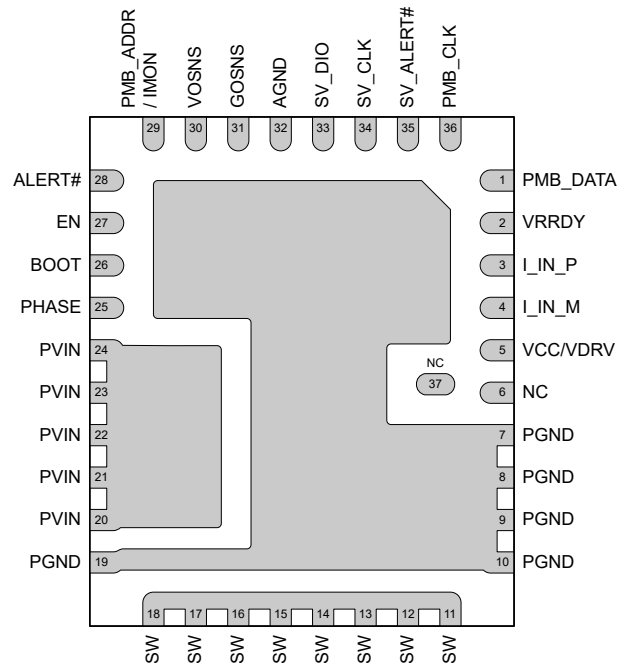 PMB_ADDR
/ IMON
VOSNS
GOSNS
AGND
SV_DIO
SV_CLK
SV_ALERT#
PMB_CLK
29 30 31 32 33 34 35 36
ALERT# 28 1 PMB_DATA
EN 27 2 VRRDY
BOOT 26 3 I_IN_P
PHASE 25 4 I_IN_M
PVIN 24 5 VCC/VDRV
NC
37
PVIN 23 6 NC
PVIN 22 7 PGND
PVIN 21 8 PGND
PVIN 20 9 PGND
PGND 19 10 PGND
18 17 16 15 14 13 12 11
SW SW SW SW SW SW SW SW